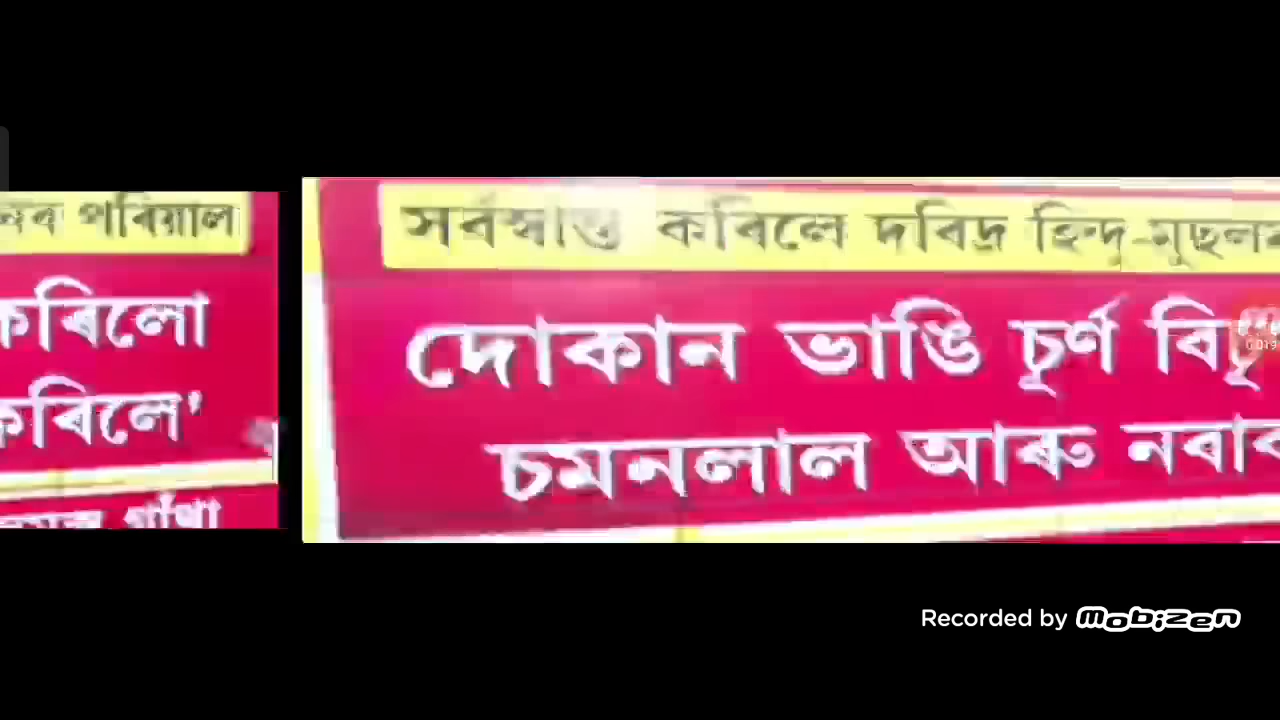 পৰিয়াল
কৰিলো
কৰিলে'
গাঁথা
সৰ্বস্বান্ত কৰিলে দৰিদ্ৰ হিন্দু-মুছলম
দোকান ভাঙি চূৰ্ণ বিচূ
চমনলাল আৰু নবাব
Recorded by mobizen